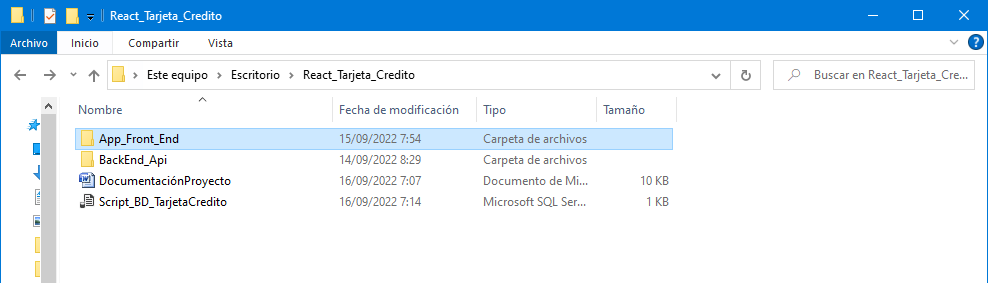 React_Tarjeta_Credito
Archivo Inicio Compartir Vista
Este equipo Escritorio React_Tarjeta_Credito Buscar en React_Tarjeta_Cre...
Nombre Fecha de modificación Tipo Tamaño
App_Front_End 15/09/2022 7:54 Carpeta de archivos
BackEnd_Api 14/09/2022 8:29 Carpeta de archivos
DocumentaciónProyecto 16/09/2022 7:07 Documento de Mi... 10 KB
Script_BD_TarjetaCredito 16/09/2022 7:14 Microsoft SQL Ser... 1 KB